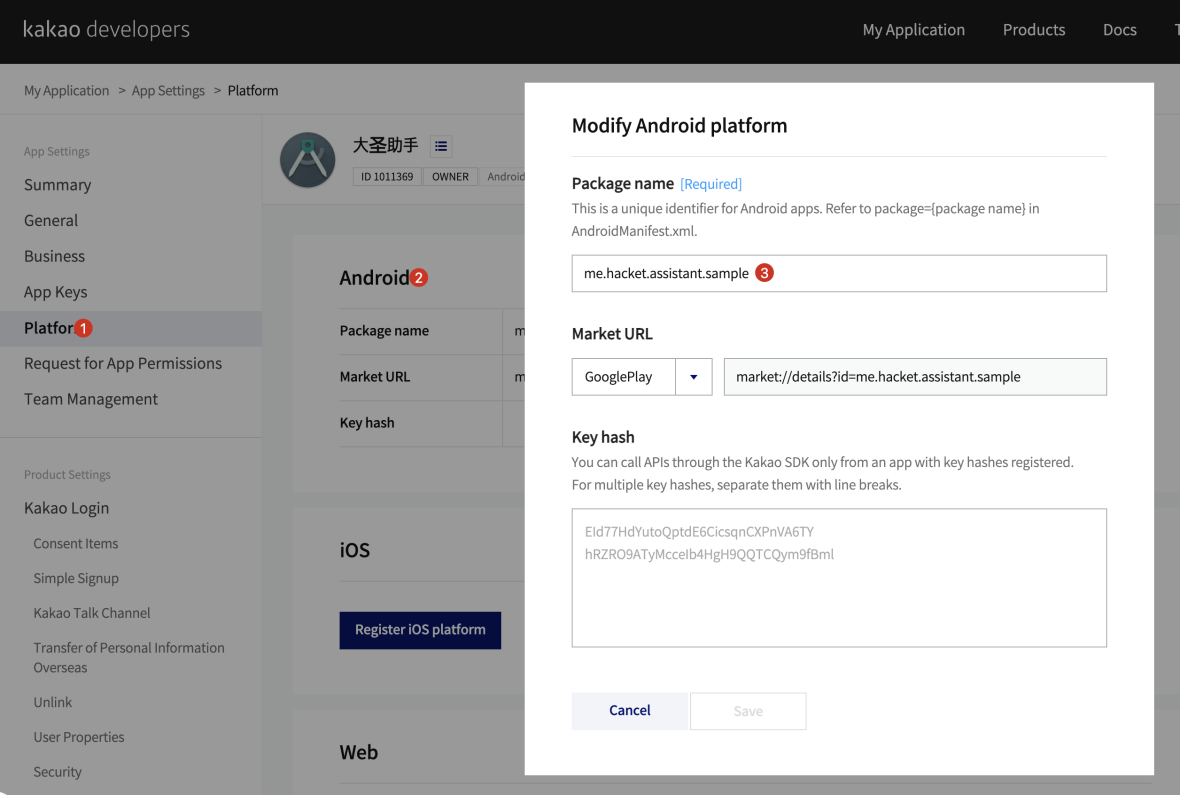 kakao developers
My Application
Products
Docs
My Application > App Settings > Platform
App Settings
Summary
General
Business
App Keys
Platfor 1
Request for App Permissions
Team Management
Product Settings
Kakao Login
Consent Items
Simple Signup
Kakao Talk Channel
Transfer of Personal Information
Overseas
Unlink
User Properties
Security
大圣助手
ID 1011369
OWNER
Android
Android 2
Package name
m
Market URL
m
Key hash
iOS
Register iOS platform
Web
Modify Android platform
Package name [Required]
This is a unique identifier for Android apps. Refer to package={package name} in
AndroidManifest.xml.
me.hacket.assistant.sample 3
Market URL
GooglePlay
market://details?id=me.hacket.assistant.sample
Key hash
You can call APIs through the Kakao SDK only from an app with key hashes registered.
For multiple key hashes, separate them with line breaks.
EId77HdYutoQptdE6CicsqnCXPnVA6TY
hRZRO9ATyMcceIb4HgH9QQTCQym9fBmI
Cancel
Save